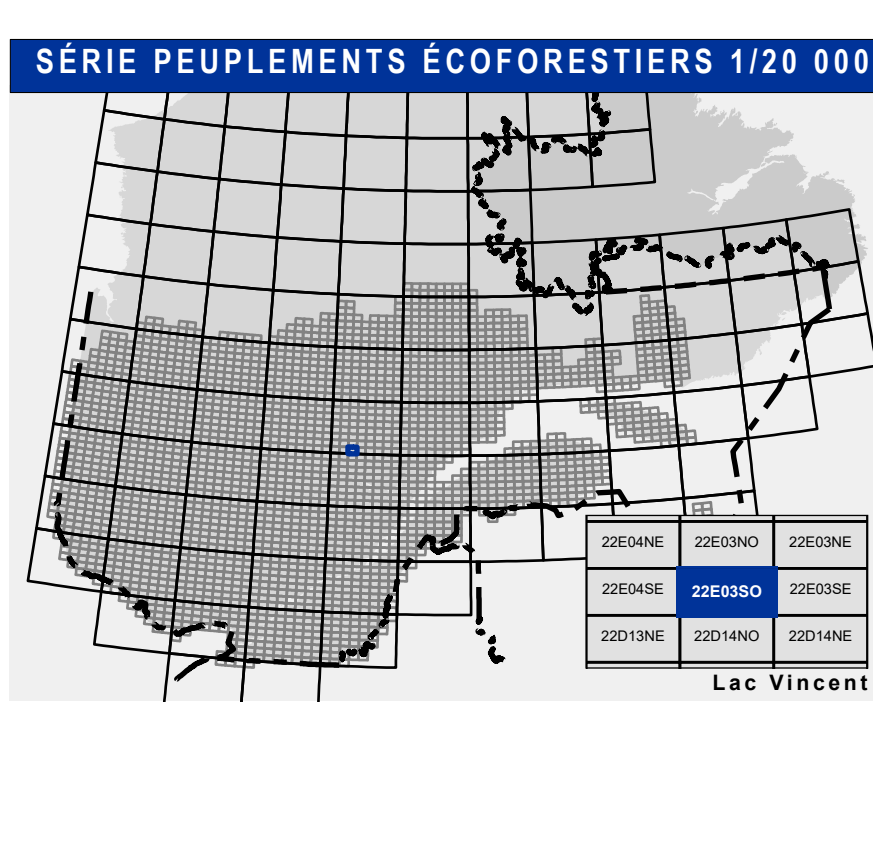 SÉRIE PEUPLEMENTS ÉCOFORESTIERS 1/20 000
22E04NE 22E03NO 22E03NE
22E04SE 22E03SO 22E03SE
22D13NE 22D14NO 22D14NE
Lac Vincent